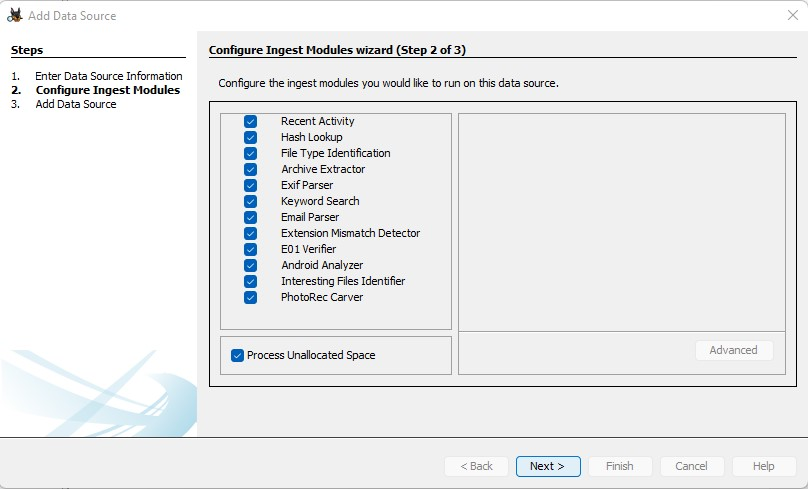 Add Data Source
Steps
1. Enter Data Source Information
2. Configure Ingest Modules
3. Add Data Source
Configure Ingest Modules wizard (Step 2 of 3)
Configure the ingest modules you would like to run on this data source.
Recent Activity
Hash Lookup
File Type Identification
Archive Extractor
Exif Parser
Keyword Search
Email Parser
Extension Mismatch Detector
E01 Verifier
Android Analyzer
Interesting Files Identifier
PhotoRec Carver
Process Unallocated Space
Advanced
< Back
Next >
Finish
Cancel
Help